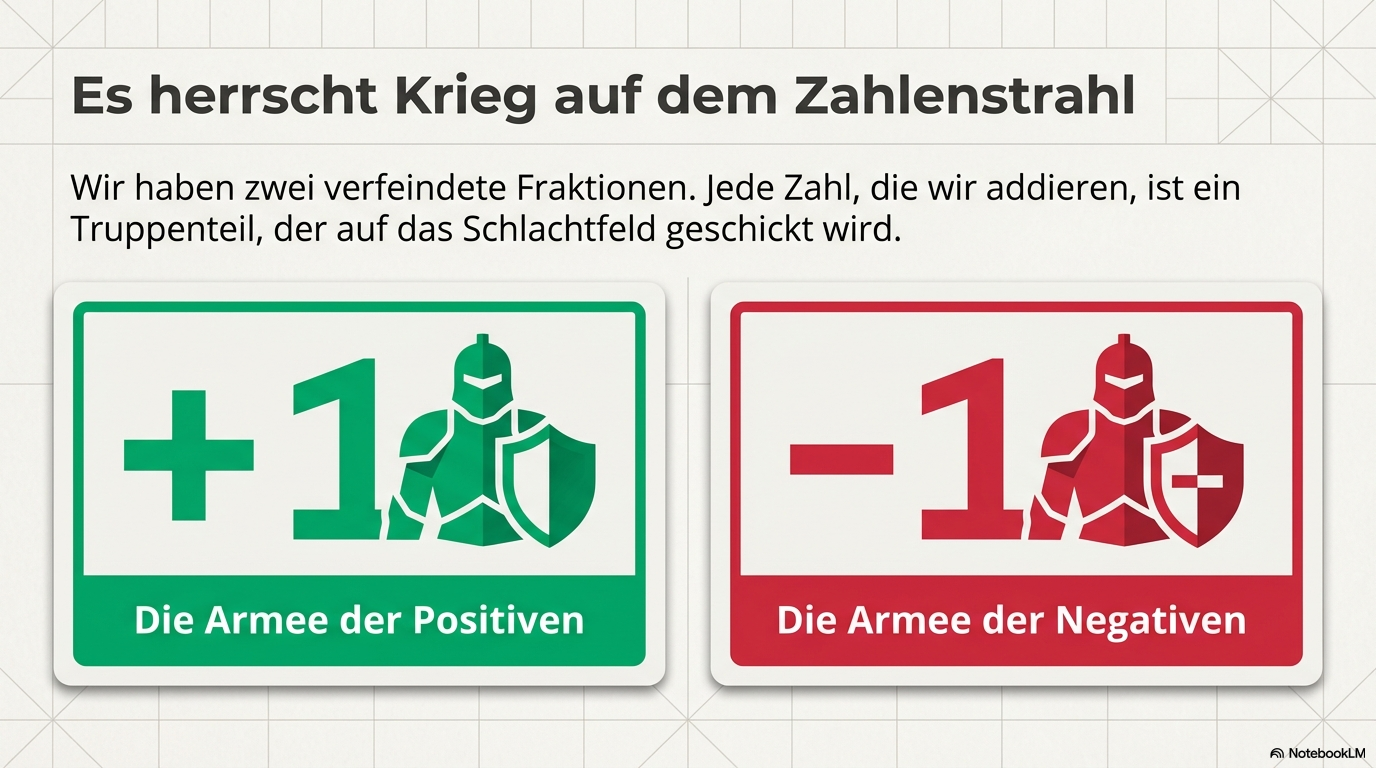 Es herrscht Krieg auf dem Zahlenstrahl
Wir haben zwei verfeindete Fraktionen. Jede Zahl, die wir addieren, ist ein
Truppenteil, der auf das Schlachtfeld geschickt wird.
+1
Die Armee der Positiven
−1
Die Armee der Negativen
NotebookLM